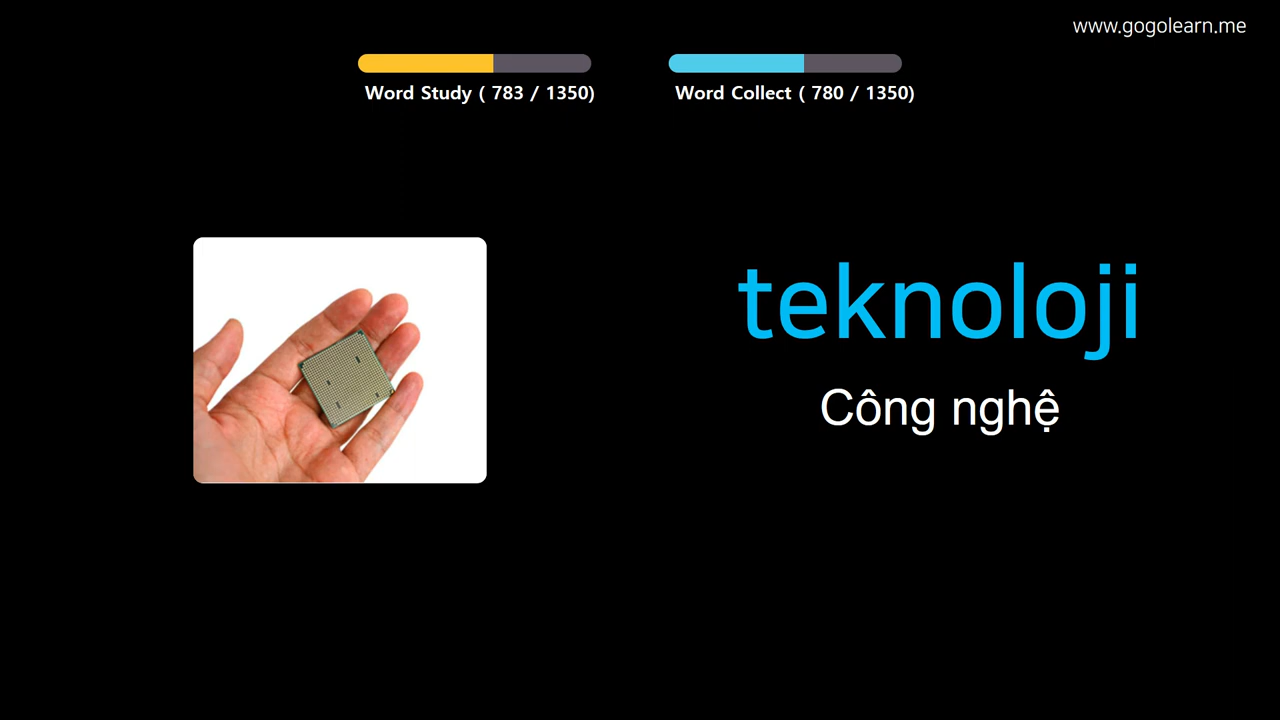 www.gogolearn.me
Word Study ( 783 / 1350)
Word Collect ( 780 / 1350)
teknoloji
Công nghệ